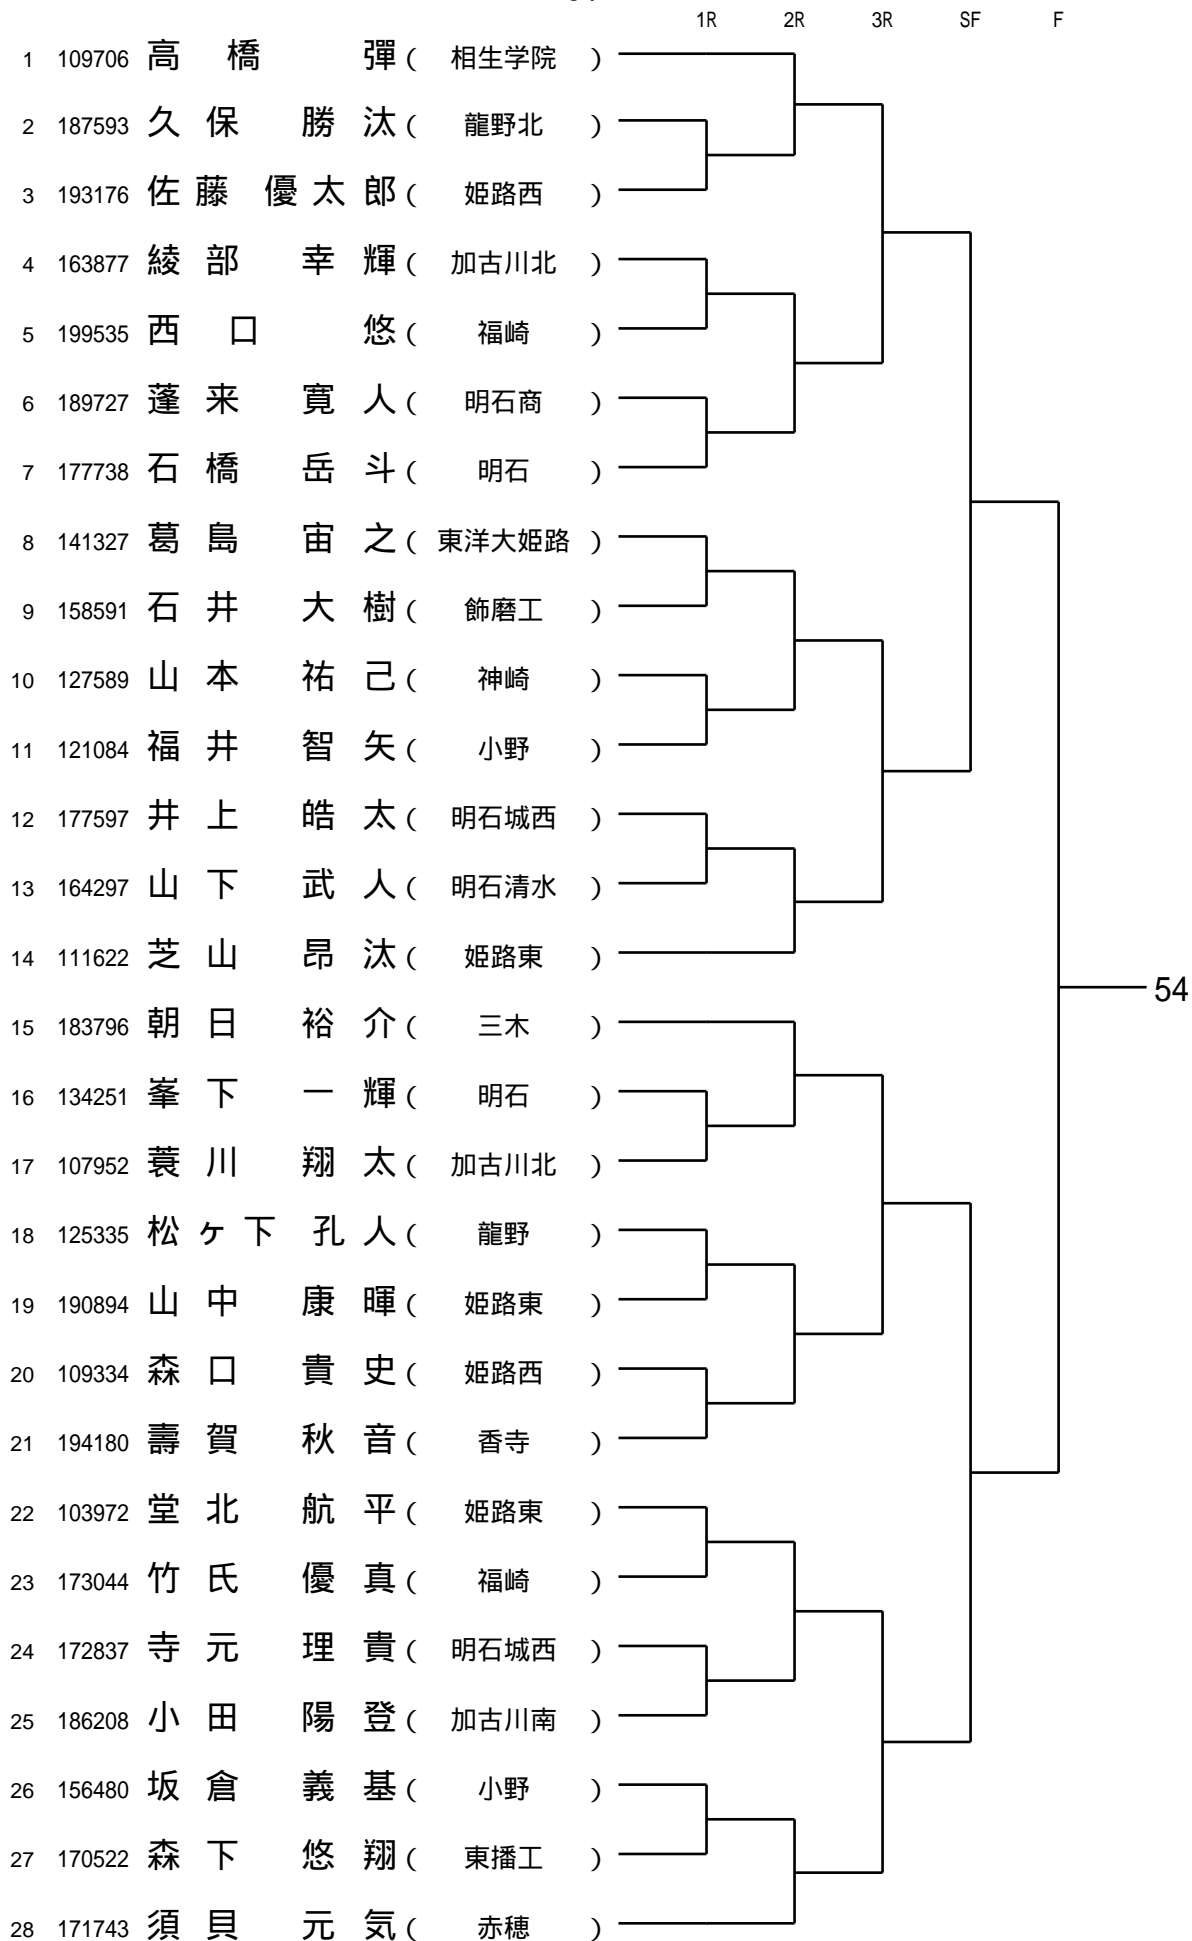 1R 2R 3R SF F
1 109706 高橋 彈 ( 相生学院 )
2 187593 久保 勝汰 ( 龍野北 )
3 193176 佐藤 優太郎 ( 姫路西 )
4 163877 綾部 幸輝 ( 加古川北 )
5 199535 西口 悠 ( 福崎 )
6 189727 蓬来 寛人 ( 明石商 )
7 177738 石橋 岳斗 ( 明石 )
8 141327 葛島 宙之 ( 東洋大姫路 )
9 158591 石井 大樹 ( 飾磨工 )
10 127589 山本 祐己 ( 神崎 )
11 121084 福井 智矢 ( 小野 )
12 177597 井上 皓太 ( 明石城西 )
13 164297 山下 武人 ( 明石清水 )
14 111622 芝山 昂汰 ( 姫路東 )
54
15 183796 朝日 裕介 ( 三木 )
16 134251 峯下 一輝 ( 明石 )
17 107952 蓑川 翔太 ( 加古川北 )
18 125335 松ヶ下 孔人 ( 龍野 )
19 190894 山中 康暉 ( 姫路東 )
20 109334 森口 貴史 ( 姫路西 )
21 194180 壽賀 秋音 ( 香寺 )
22 103972 堂北 航平 ( 姫路東 )
23 173044 竹氏 優真 ( 福崎 )
24 172837 寺元 理貴 ( 明石城西 )
25 186208 小田 陽登 ( 加古川南 )
26 156480 坂倉 義基 ( 小野 )
27 170522 森下 悠翔 ( 東播工 )
28 171743 須貝 元気 ( 赤穂 )